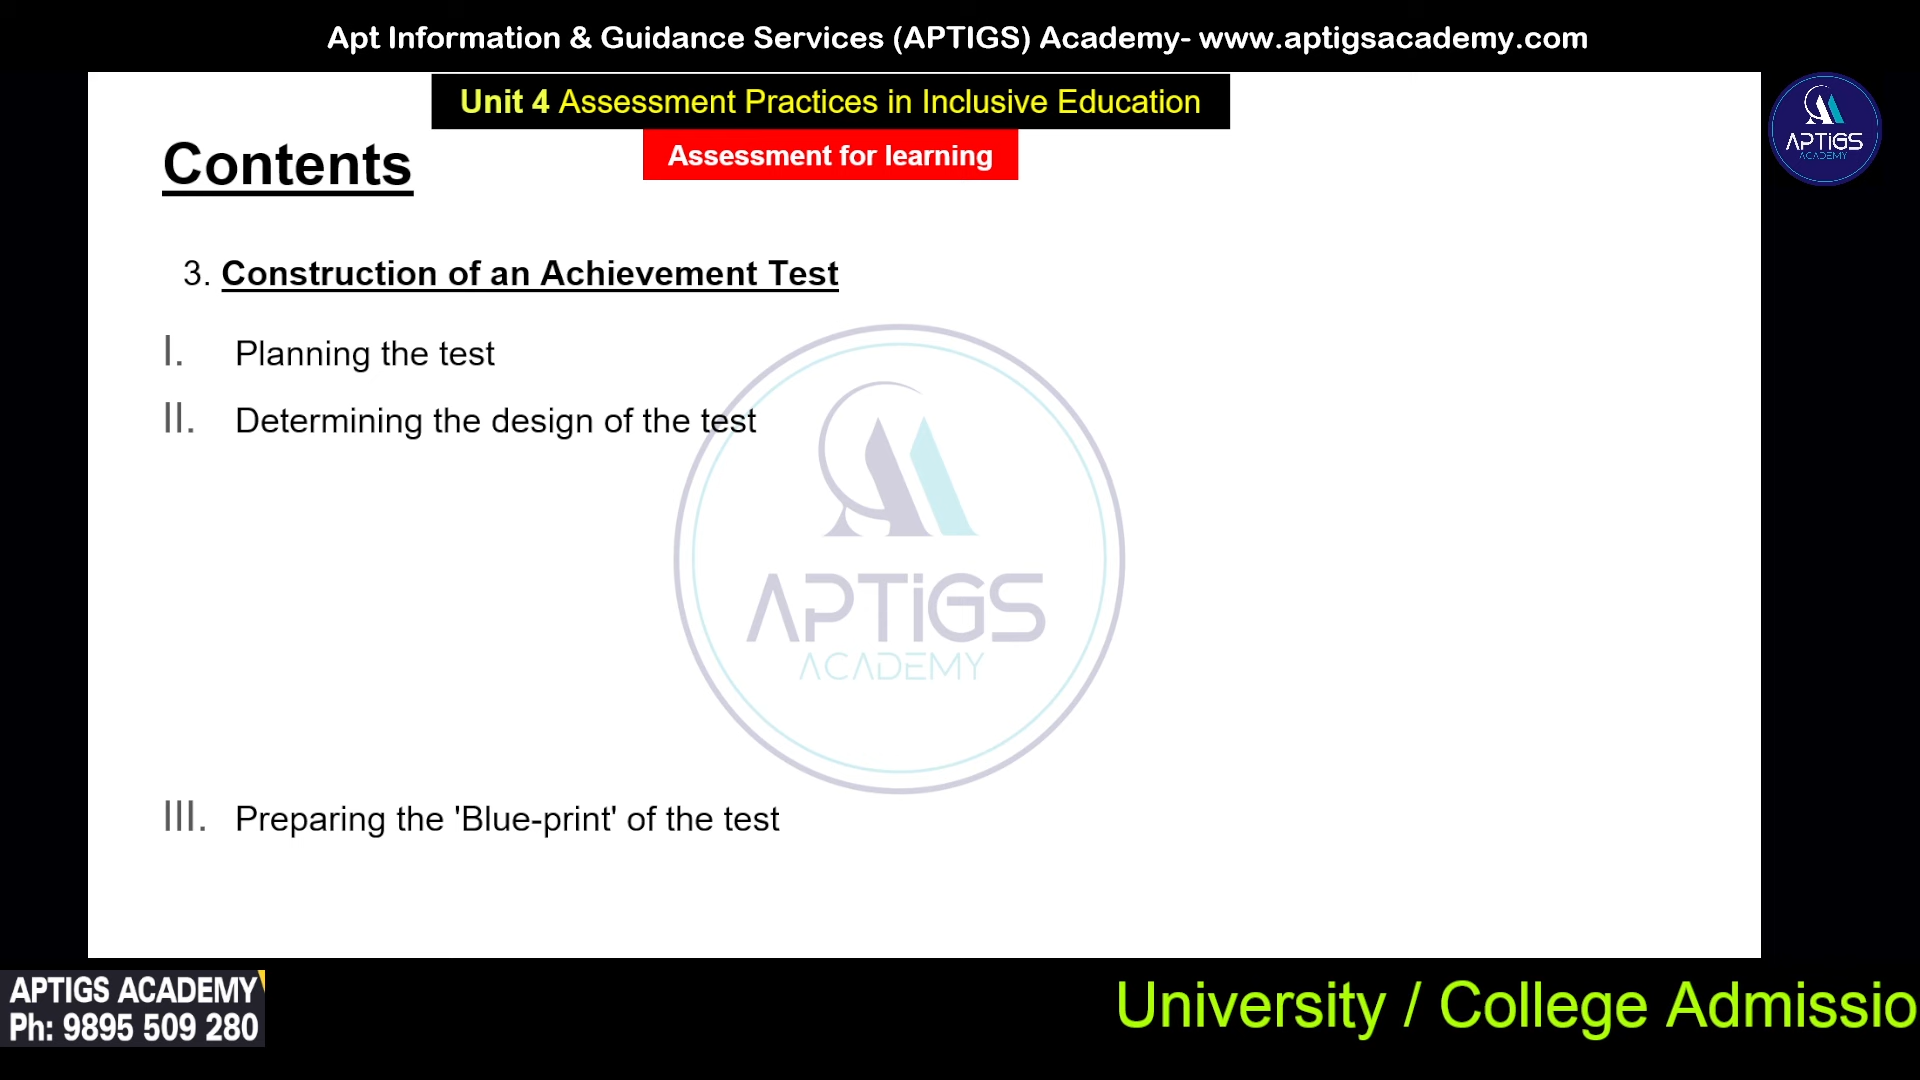 Apt Information & Guidance Services (APTIGS) Academy- www.aptigsacademy.com
Unit 4 Assessment Practices in Inclusive Education
Assessment for learning
APTiGS
ACADEMY
Contents
3. Construction of an Achievement Test
I. Planning the test
II. Determining the design of the test
APTiGS
ACADEMY
III. Preparing the 'Blue-print' of the test
APTIGS ACADEMY
Ph: 9895 509 280
University / College Admissio